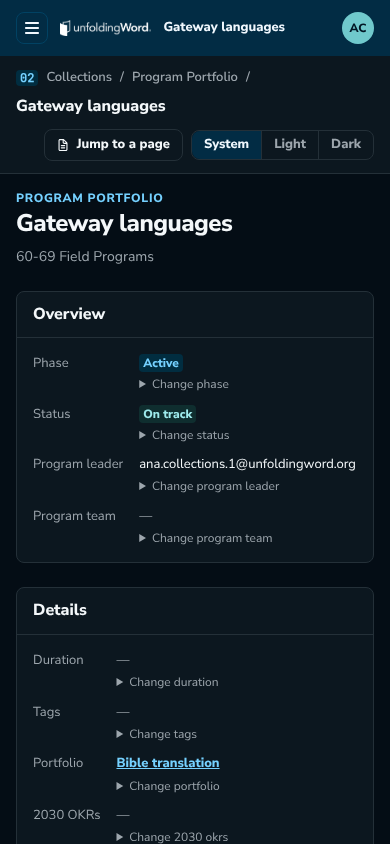 unfoldingWord. Gateway languages AC
02 Collections / Program Portfolio /
Gateway languages
Jump to a page System Light Dark
PROGRAM PORTFOLIO
Gateway languages
60-69 Field Programs
Overview
Phase Active
▶ Change phase
Status On track
▶ Change status
Program leader ana.collections.1@unfoldingword.org
▶ Change program leader
Program team —
▶ Change program team
Details
Duration —
▶ Change duration
Tags —
▶ Change tags
Portfolio Bible translation
▶ Change portfolio
2030 OKRs —
▶ Change 2030 okrs